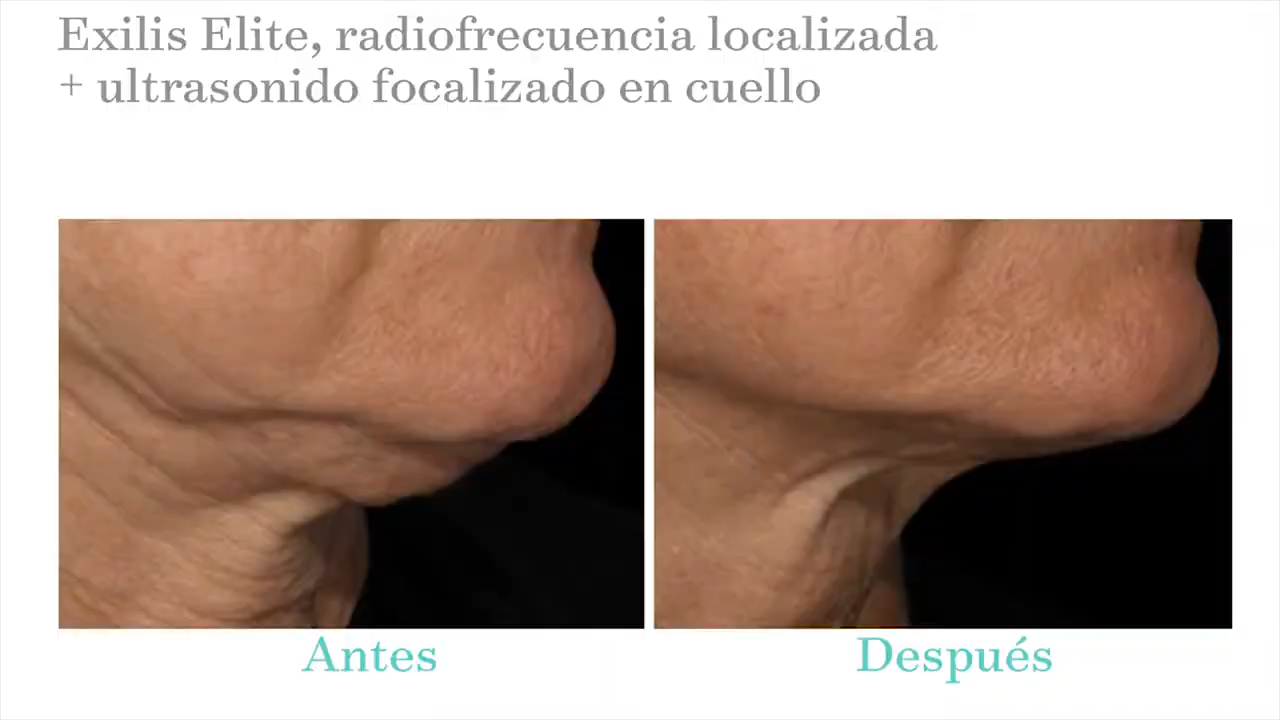 Exilis Elite, radiofrecuencia localizada
+ ultrasonido focalizado en cuello
Antes
Después